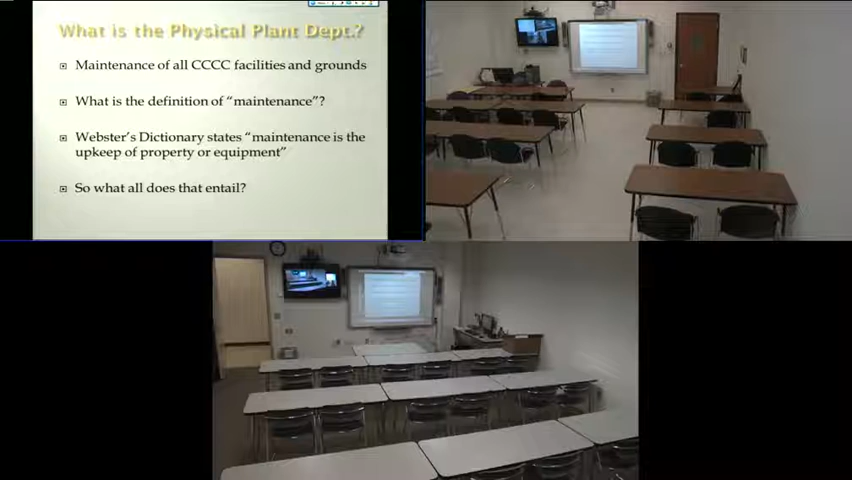 What is the Physical Plant Dept.?
Maintenance of all CCCC facilities and grounds
What is the definition of “maintenance”?
Webster’s Dictionary states “maintenance is the
upkeep of property or equipment”
So what all does that entail?